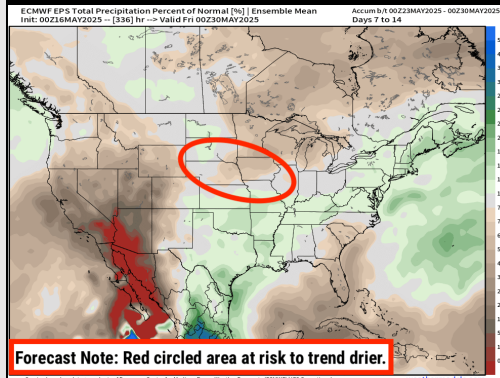 ECMWF EPS Total Precipitation Percent of Normal [%] | Ensemble Mean
Accum b/t 00Z23MAY2025 - 00Z30MAY2025
Init: 00Z16MAY2025 -- [336] hr --> Valid Fri 00Z30MAY2025
Days 7 to 14
Forecast Note: Red circled area at risk to trend drier.